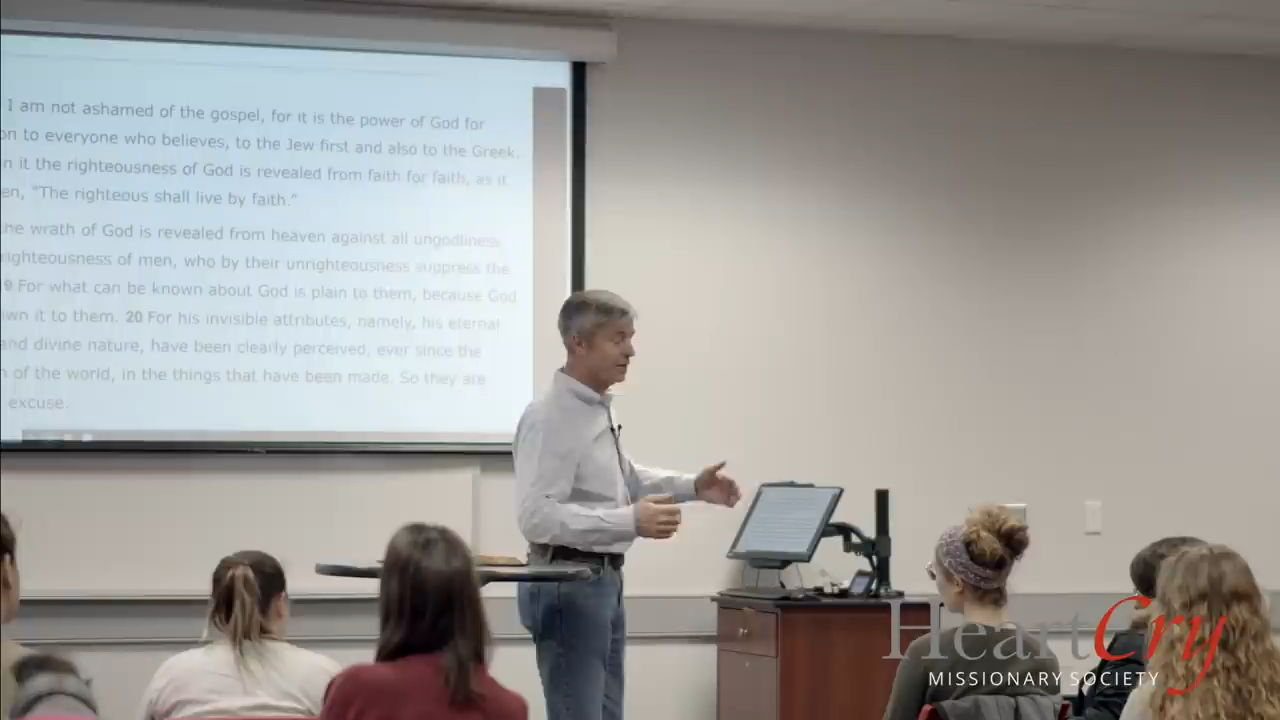 I am not ashamed of the gospel, for it is the power of God for
on to everyone who believes, to the Jew first and also to the Greek.
n it the righteousness of God is revealed from faith for faith, as it
en, "The righteous shall live by faith."
he wrath of God is revealed from heaven against all ungodliness
righteousness of men, who by their unrighteousness suppress the
9 For what can be known about God is plain to them, because God
wn it to them. 20 For his invisible attributes, namely, his eternal
and divine nature, have been clearly perceived, ever since the
n of the world, in the things that have been made. So they are
excuse.
HeartCry
MISSIONARY SOCIETY